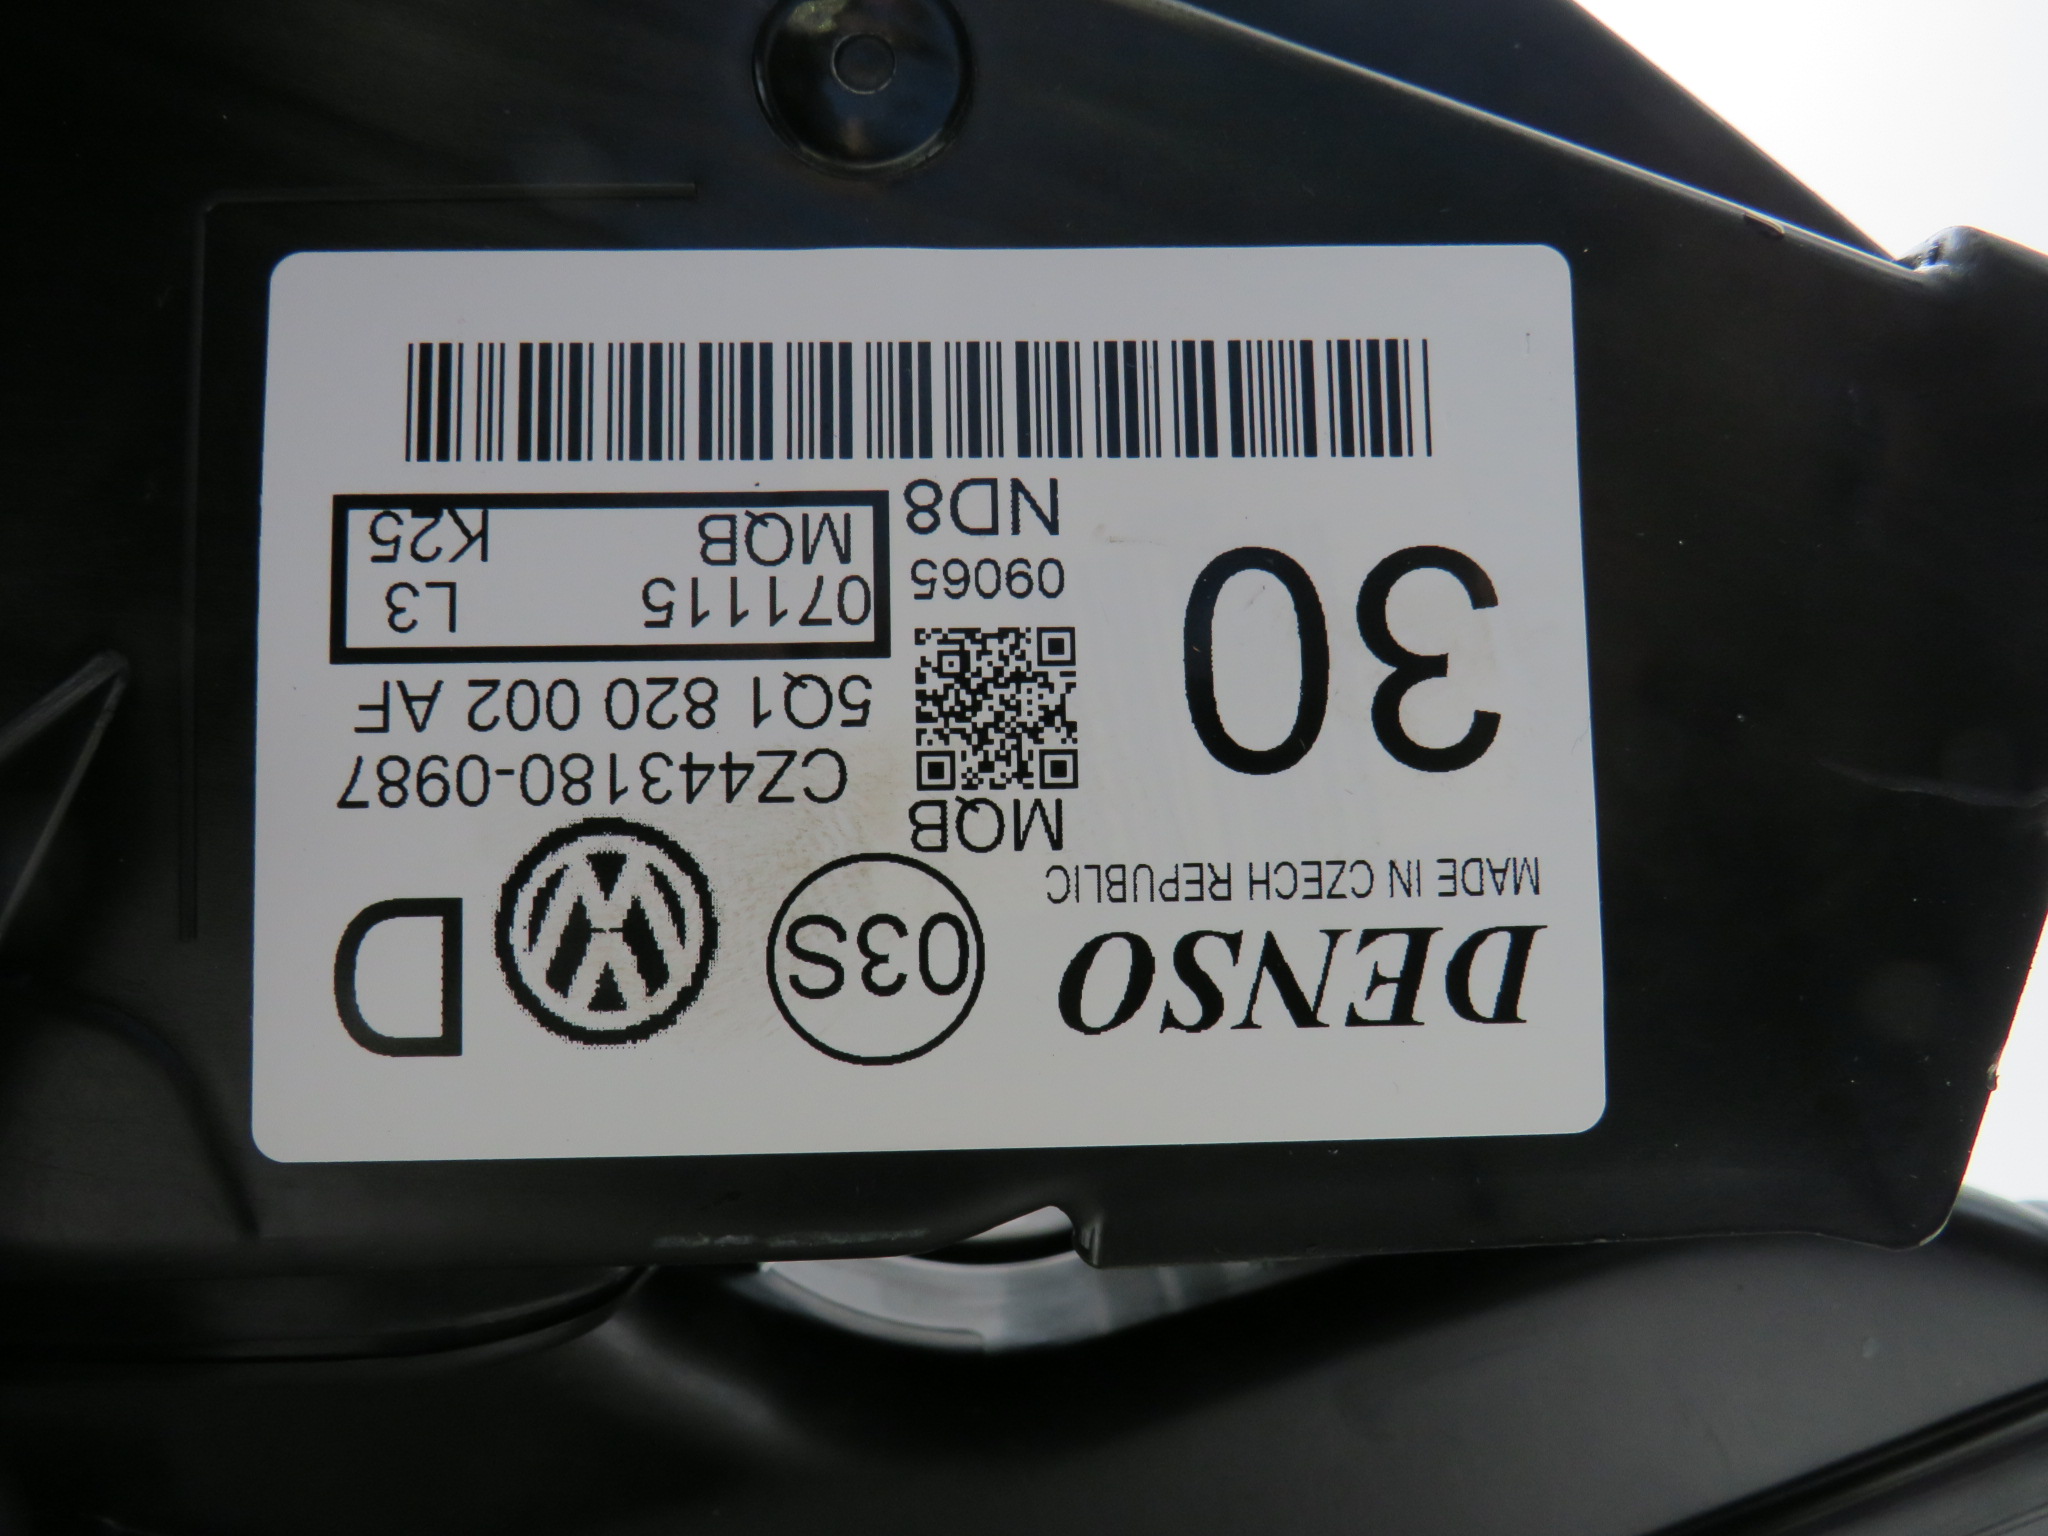 DENSO
MADE IN CZECH REPUBLIC
03S
D
30
MQB
09065
ND8
CZ443180-0987
5Q1 820 002 AF
071115 L3
MQB K25